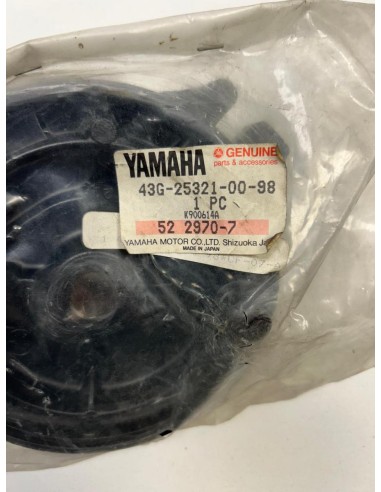 YAMAHA GENUINE
parts & accessories
43G-25321-00-98
1 PC
K900614A
52 2970-7
YAMAHA MOTOR CO., LTD. Shizuoka
MADE IN JAPAN